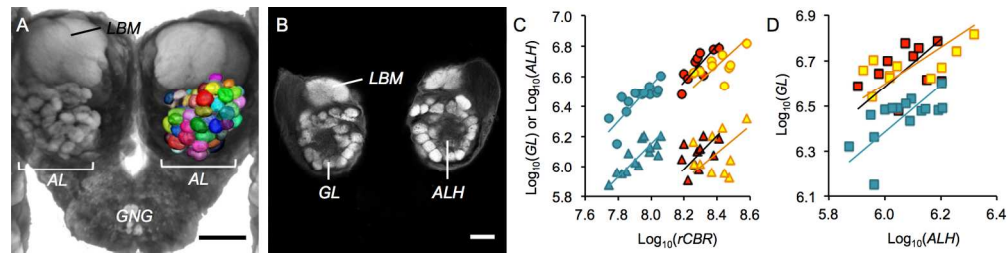 A
LBM
AL
AL
GNG
B
LBM
GL
ALH
C
Log₁₀(GL) or Log₁₀(ALH)
7.0
6.8
6.6
6.4
6.2
6.0
5.8
7.6 7.8 8.0 8.2 8.4 8.6
Log₁₀(rCBR)
D
Log₁₀(GL)
6.9
6.7
6.5
6.3
6.1
5.8 6.0 6.2 6.4
Log₁₀(ALH)